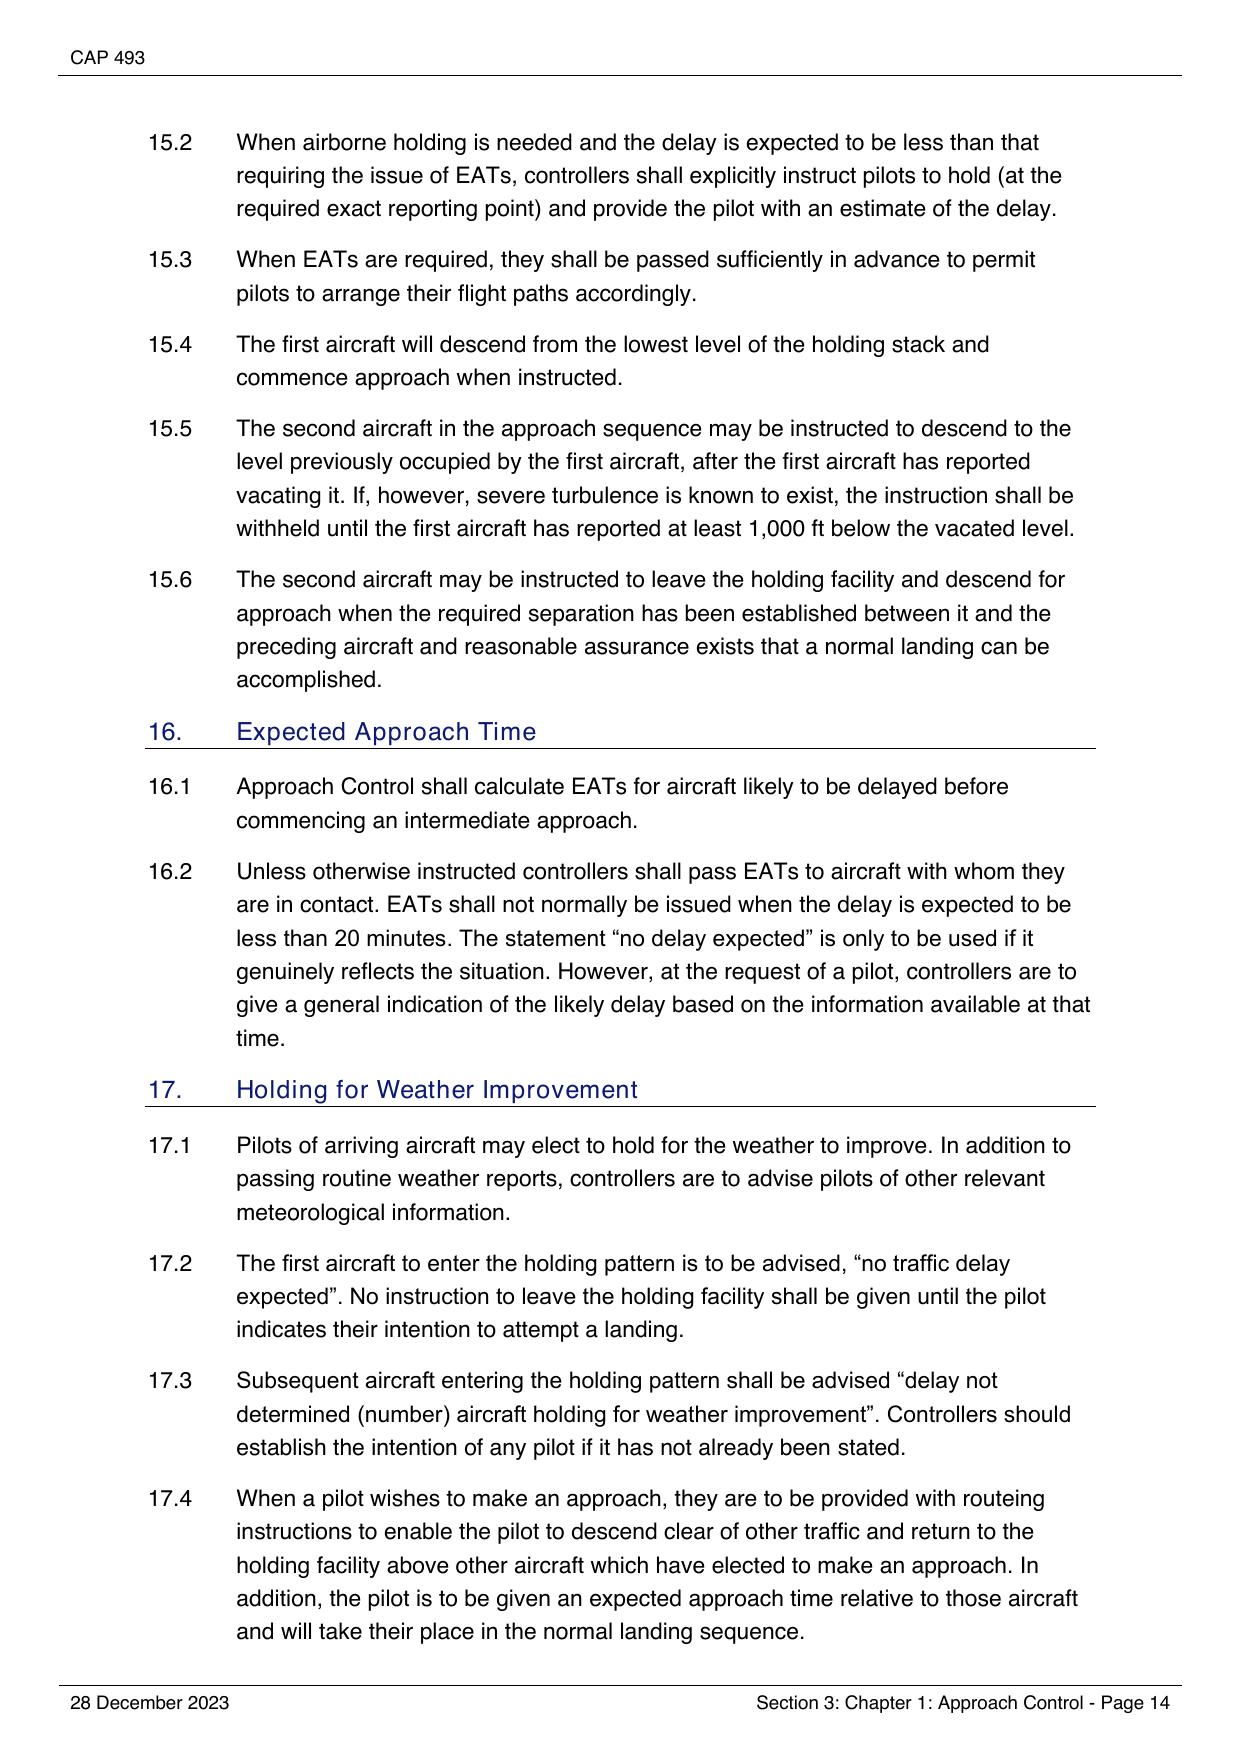 CAP 493
15.2 When airborne holding is needed and the delay is expected to be less than that
requiring the issue of EATs, controllers shall explicitly instruct pilots to hold (at the
required exact reporting point) and provide the pilot with an estimate of the delay.
15.3 When EATs are required, they shall be passed sufficiently in advance to permit
pilots to arrange their flight paths accordingly.
15.4 The first aircraft will descend from the lowest level of the holding stack and
commence approach when instructed.
15.5 The second aircraft in the approach sequence may be instructed to descend to the
level previously occupied by the first aircraft, after the first aircraft has reported
vacating it. If, however, severe turbulence is known to exist, the instruction shall be
withheld until the first aircraft has reported at least 1,000 ft below the vacated level.
15.6 The second aircraft may be instructed to leave the holding facility and descend for
approach when the required separation has been established between it and the
preceding aircraft and reasonable assurance exists that a normal landing can be
accomplished.
16. Expected Approach Time
16.1 Approach Control shall calculate EATs for aircraft likely to be delayed before
commencing an intermediate approach.
16.2 Unless otherwise instructed controllers shall pass EATs to aircraft with whom they
are in contact. EATs shall not normally be issued when the delay is expected to be
less than 20 minutes. The statement “no delay expected” is only to be used if it
genuinely reflects the situation. However, at the request of a pilot, controllers are to
give a general indication of the likely delay based on the information available at that
time.
17. Holding for Weather Improvement
17.1 Pilots of arriving aircraft may elect to hold for the weather to improve. In addition to
passing routine weather reports, controllers are to advise pilots of other relevant
meteorological information.
17.2 The first aircraft to enter the holding pattern is to be advised, “no traffic delay
expected”. No instruction to leave the holding facility shall be given until the pilot
indicates their intention to attempt a landing.
17.3 Subsequent aircraft entering the holding pattern shall be advised “delay not
determined (number) aircraft holding for weather improvement”. Controllers should
establish the intention of any pilot if it has not already been stated.
17.4 When a pilot wishes to make an approach, they are to be provided with routeing
instructions to enable the pilot to descend clear of other traffic and return to the
holding facility above other aircraft which have elected to make an approach. In
addition, the pilot is to be given an expected approach time relative to those aircraft
and will take their place in the normal landing sequence.
28 December 2023 Section 3: Chapter 1: Approach Control - Page 14